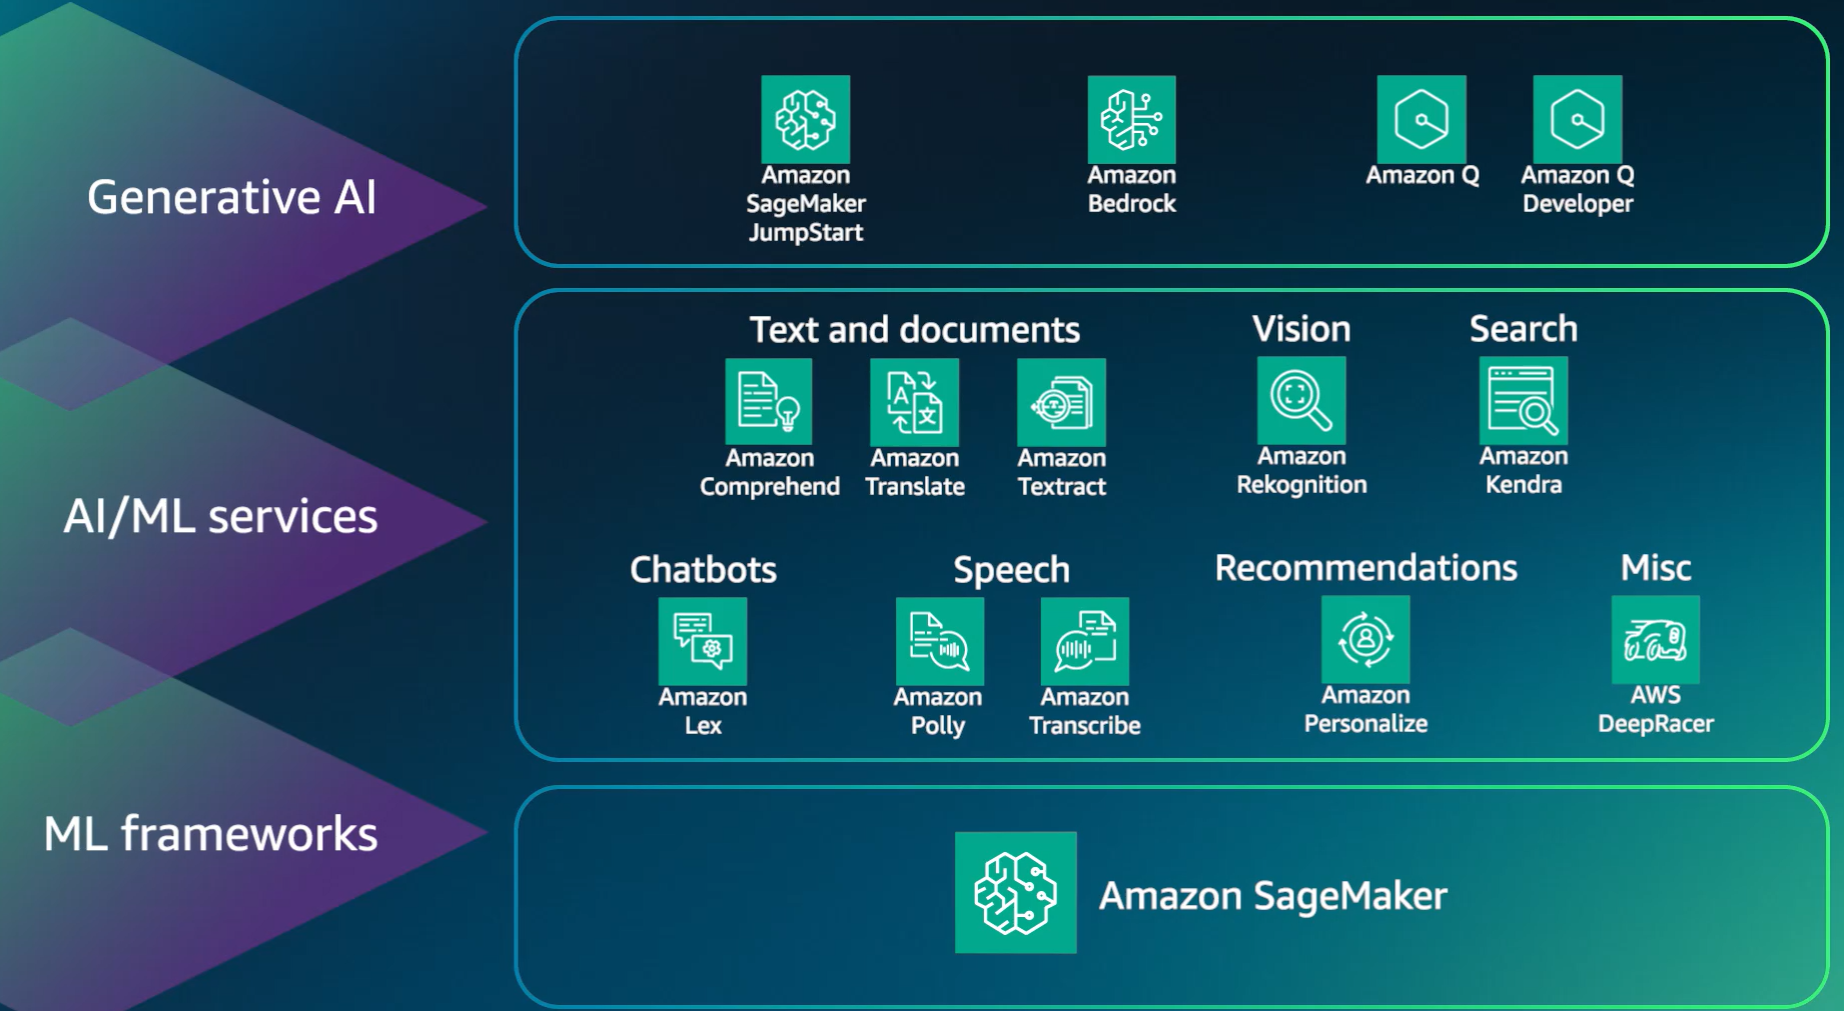 Generative AI
Amazon
SageMaker
JumpStart
Amazon
Bedrock
Amazon Q
Amazon Q
Developer
AI/ML services
Text and documents
Amazon
Comprehend
Amazon
Translate
Amazon
Textract
Vision
Amazon
Rekognition
Search
Amazon
Kendra
Chatbots
Amazon
Lex
Speech
Amazon
Polly
Amazon
Transcribe
Recommendations
Amazon
Personalize
Misc
AWS
DeepRacer
ML frameworks
Amazon SageMaker